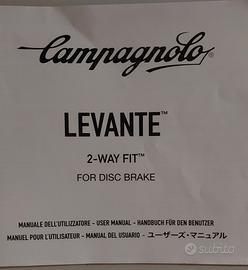 Campagnolo®
LEVANTE™
2-WAY FIT™
FOR DISC BRAKE
MANUALE DELL'UTILIZZATORE - USER MANUAL - HANDBUCH FÜR DEN BENUTZER
MANUEL POUR L'UTILISATEUR - MANUAL DEL USUARIO - ユーザーズ・マニュアル
subito